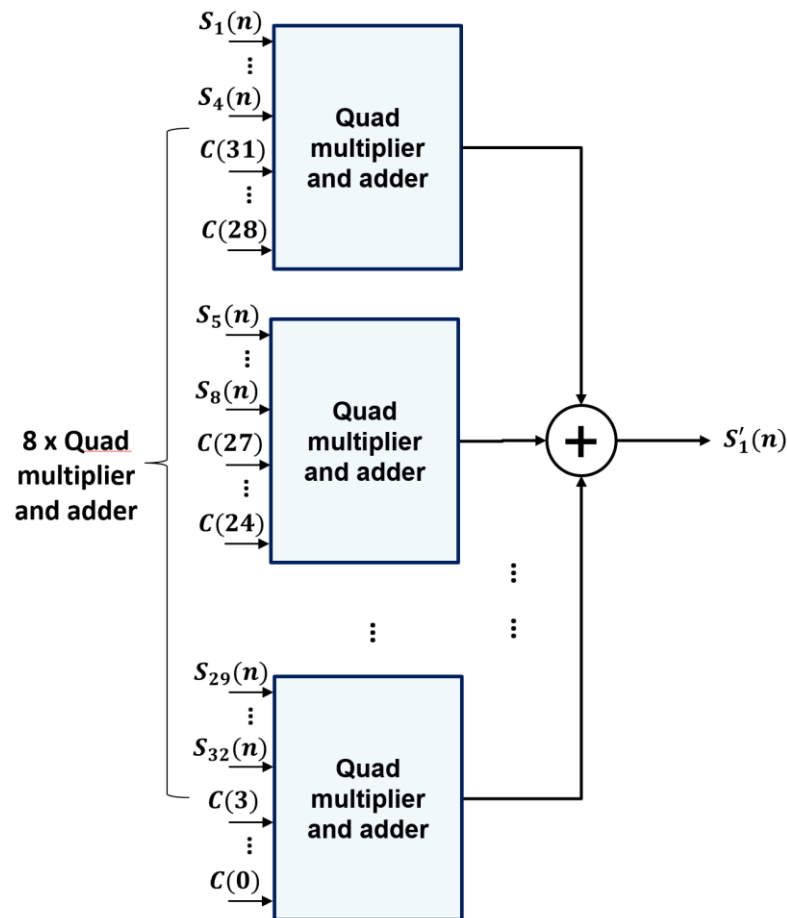 S₁(n)
⋮
S₄(n)
C(31)
⋮
C(28)
Quad
multiplier
and adder
S₅(n)
⋮
S₈(n)
C(27)
⋮
C(24)
Quad
multiplier
and adder
8 x Quad
multiplier
and adder
+
S′₁(n)
⋮
⋮
⋮
S₂₉(n)
⋮
S₃₂(n)
C(3)
⋮
C(0)
Quad
multiplier
and adder